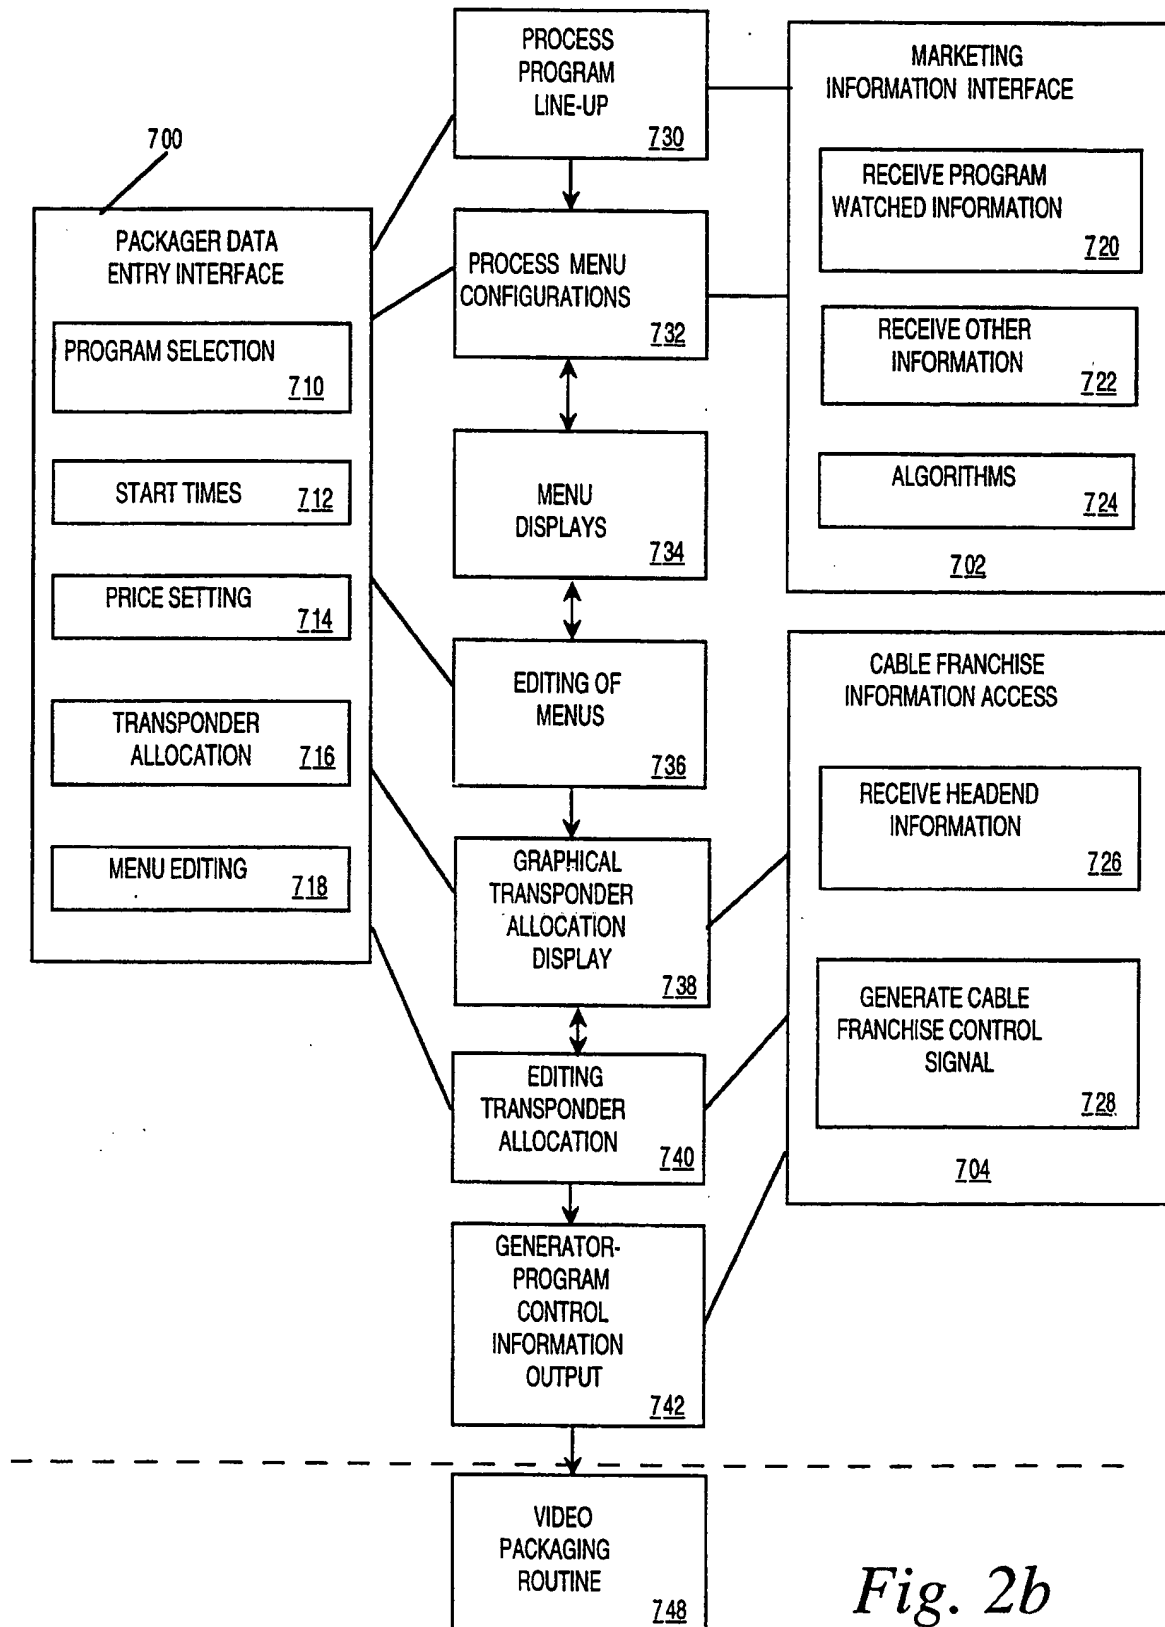 700
PACKAGER DATA
ENTRY INTERFACE
PROGRAM SELECTION
710
START TIMES 712
PRICE SETTING
714
TRANSPONDER
ALLOCATION 716
MENU EDITING 718
PROCESS
PROGRAM
LINE-UP
730
PROCESS MENU
CONFIGURATIONS
732
MENU
DISPLAYS
734
EDITING OF
MENUS
736
GRAPHICAL
TRANSPONDER
ALLOCATION
DISPLAY
738
EDITING
TRANSPONDER
ALLOCATION
740
GENERATOR-
PROGRAM
CONTROL
INFORMATION
OUTPUT
742
VIDEO
PACKAGING
ROUTINE
748
MARKETING
INFORMATION INTERFACE
RECEIVE PROGRAM
WATCHED INFORMATION
720
RECEIVE OTHER
INFORMATION
722
ALGORITHMS
724
702
CABLE FRANCHISE
INFORMATION ACCESS
RECEIVE HEADEND
INFORMATION
726
GENERATE CABLE
FRANCHISE CONTROL
SIGNAL
728
704
Fig. 2b